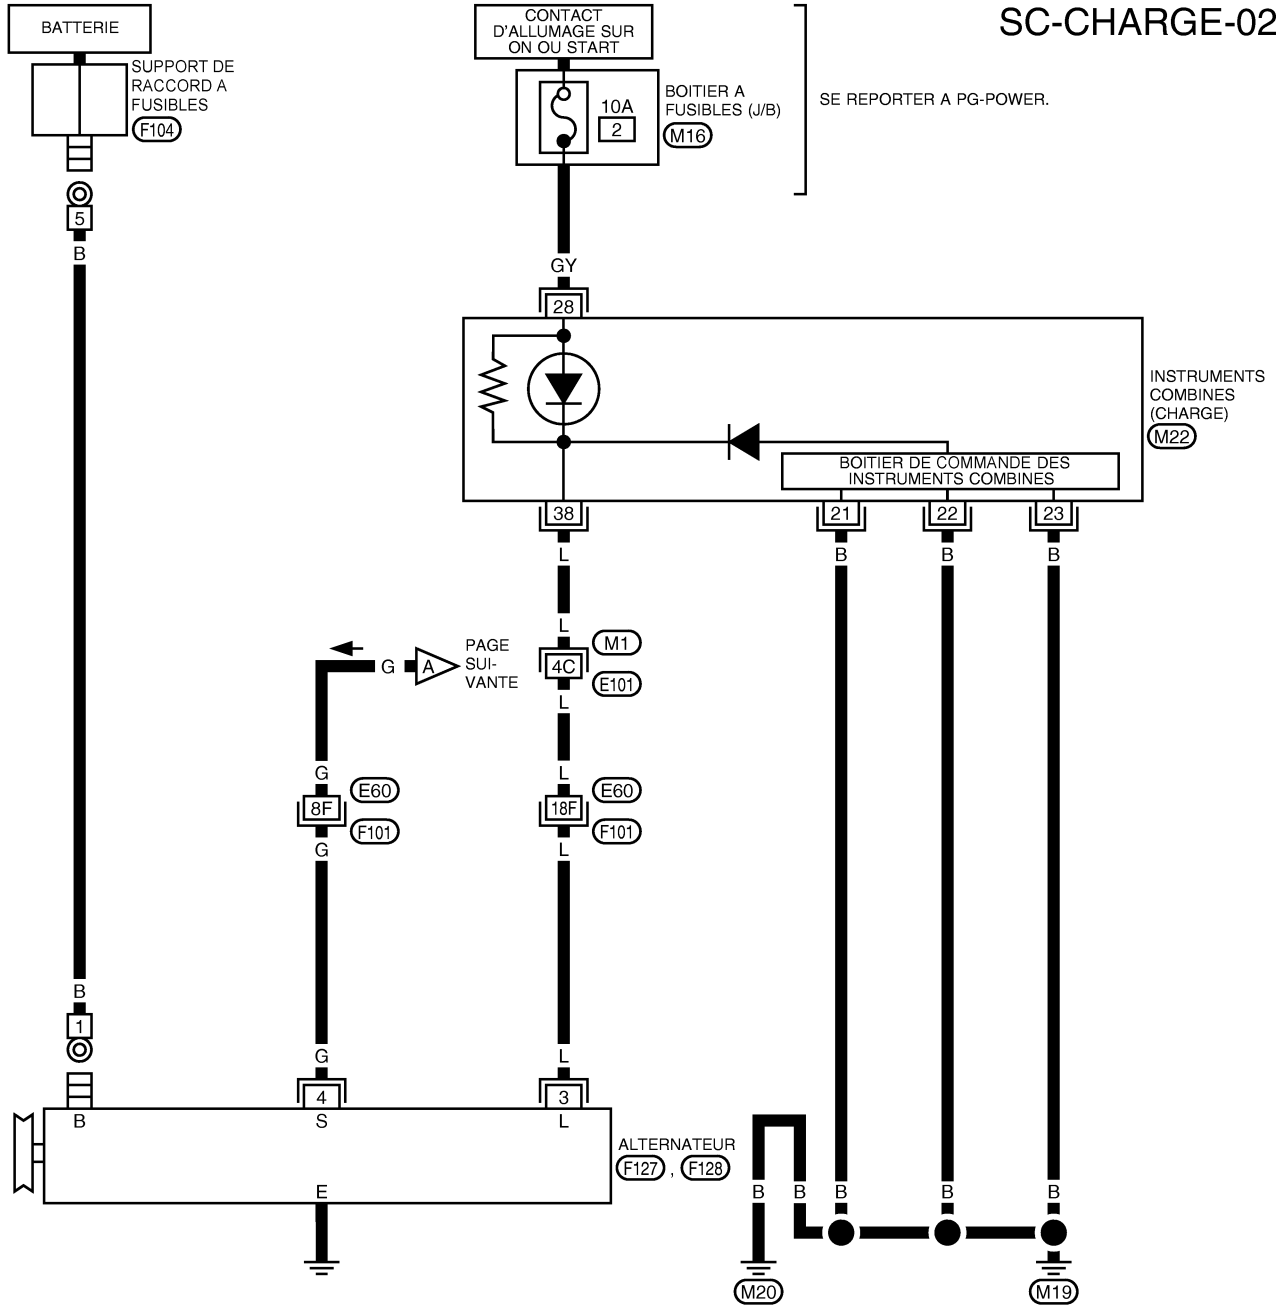 SC-CHARGE-02
BATTERIE
SUPPORT DE
RACCORD A
FUSIBLES
F104
5
B
B
1
CONTACT
D'ALLUMAGE SUR
ON OU START
10A
2
BOITIER A
FUSIBLES (J/B)
M16
SE REPORTER A PG-POWER.
GY
28
INSTRUMENTS
COMBINES
(CHARGE)
M22
BOITIER DE COMMANDE DES
INSTRUMENTS COMBINES
38
21
22
23
L
B
B
B
L
M1
4C
E101
L
G
A
PAGE
SUI-
VANTE
G
L
E60
8F
F101
E60
18F
F101
G
L
G
L
4
3
B
S
L
E
ALTERNATEUR
F127 , F128
B
B
B
B
B
M20
M19